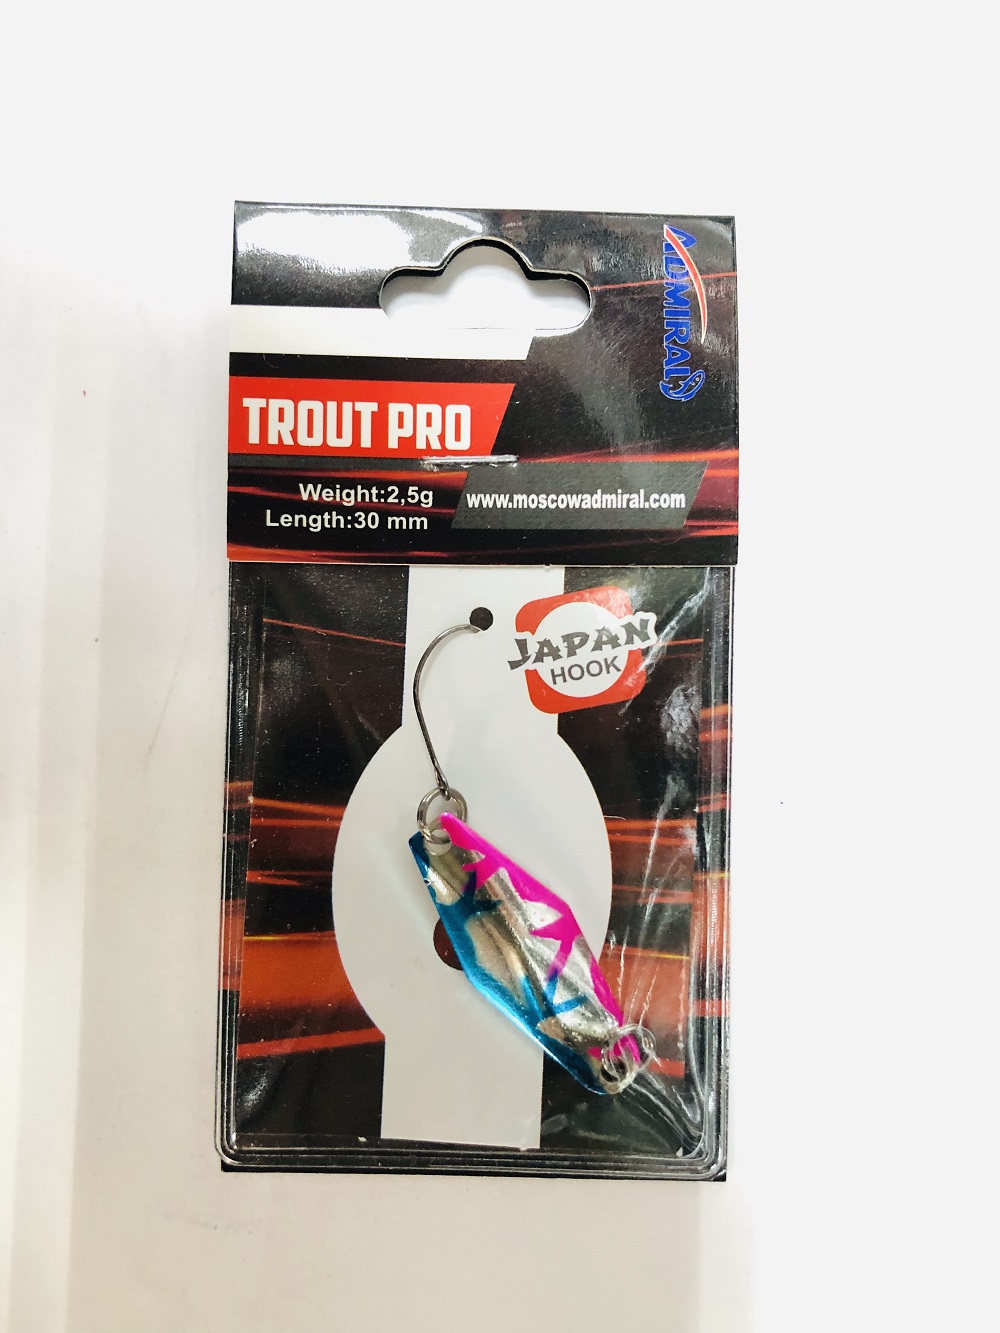 ADMIRAL
TROUT PRO
Weight:2,5g
Length:30 mm
www.moscowadmiral.com
JAPAN
HOOK